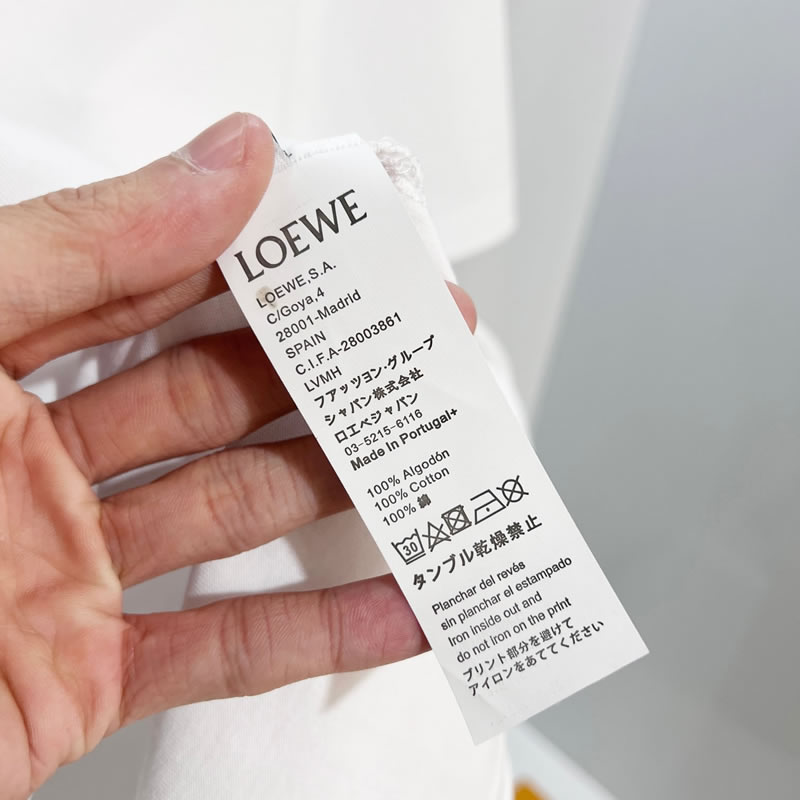 LOEWE
LOEWE,S.A.
C/Goya,4
28001-Madrid
SPAIN
C.I.F.A-28003861
LVMH
フアッツヨン·グループ
シャパン株式会社
ロエベジャパン
03-5215-6116
Made In Portugal+
100% Algodón
100% Cotton
100% 綿
30
タンブル乾燥禁止
Planchar del revés
sin planchar el estampado
Iron inside out and
do not iron on the print
プリント部分を避けて
アイロンをあててください